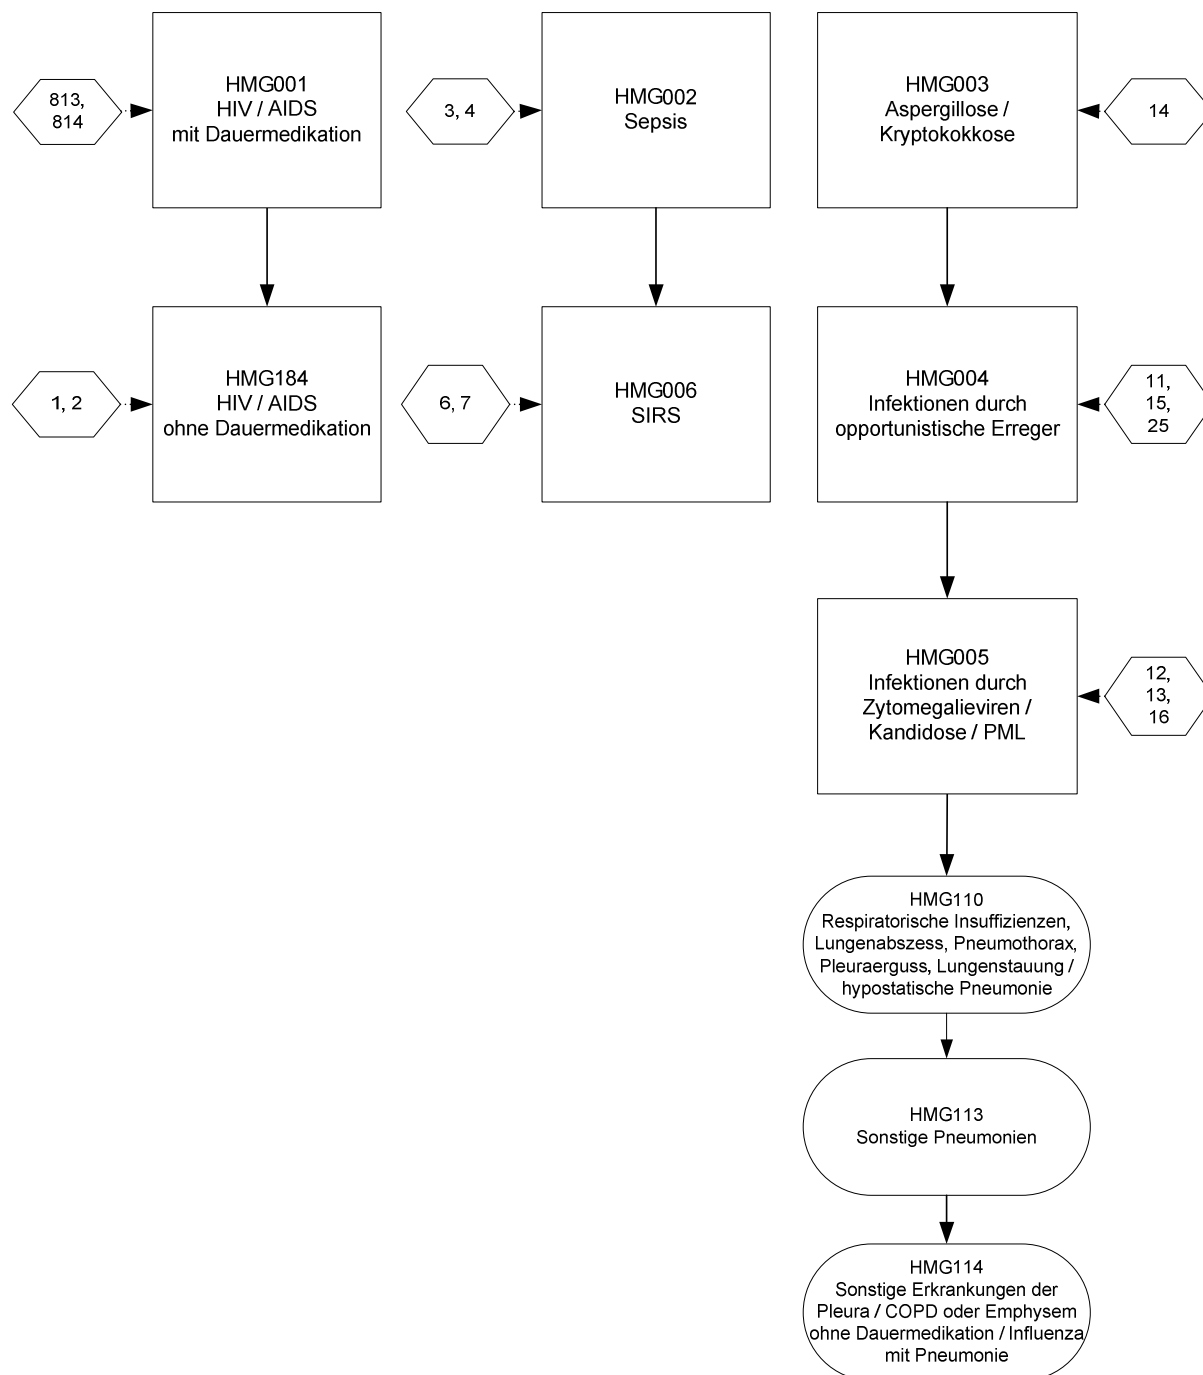 813,
814
HMG001
HIV / AIDS
mit Dauermedikation
3, 4
HMG002
Sepsis
HMG003
Aspergillose /
Kryptokokkose
14
1, 2
HMG184
HIV / AIDS
ohne Dauermedikation
6, 7
HMG006
SIRS
HMG004
Infektionen durch
opportunistische Erreger
11,
15,
25
HMG005
Infektionen durch
Zytomegalieviren /
Kandidose / PML
12,
13,
16
HMG110
Respiratorische Insuffizienzen,
Lungenabszess, Pneumothorax,
Pleuraerguss, Lungenstauung /
hypostatische Pneumonie
HMG113
Sonstige Pneumonien
HMG114
Sonstige Erkrankungen der
Pleura / COPD oder Emphysem
ohne Dauermedikation / Influenza
mit Pneumonie